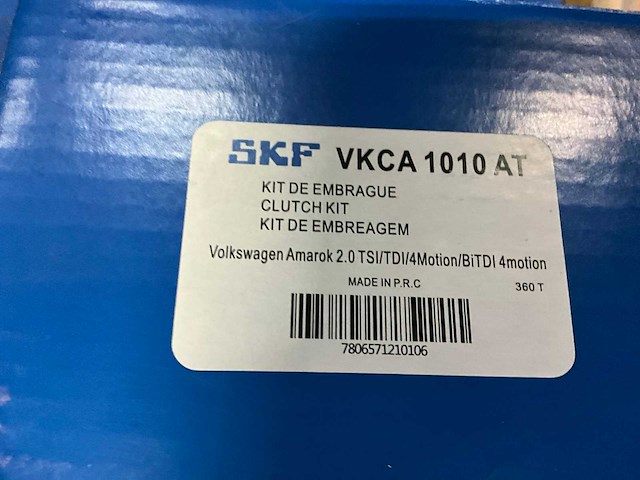 SKF VKCA 1010 AT
KIT DE EMBRAGUE
CLUTCH KIT
KIT DE EMBREAGEM
Volkswagen Amarok 2.0 TSI/TDI/4Motion/BiTDI 4motion
MADE IN P.R.C
360 T
7806571210106